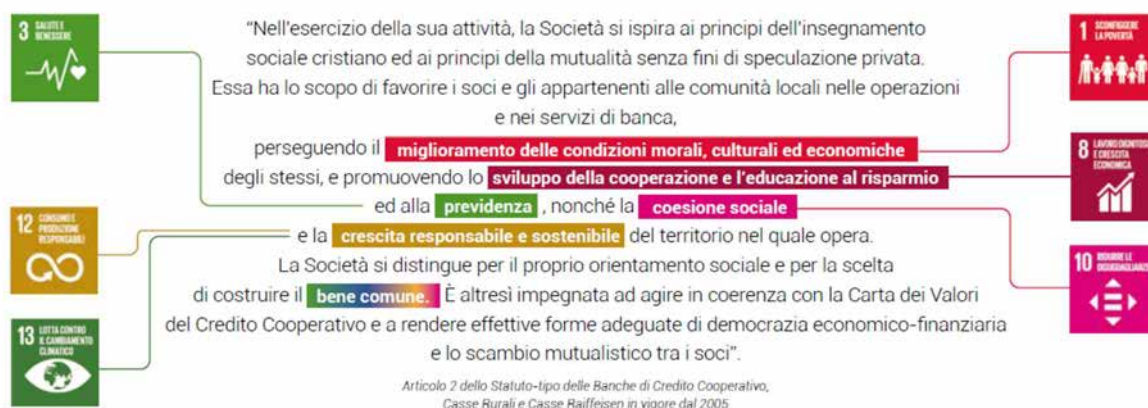 3 SALUTE E
BENESSERE
"Nell'esercizio della sua attività, la Società si ispira ai principi dell'insegnamento
sociale cristiano ed ai principi della mutualità senza fini di speculazione privata.
Essa ha lo scopo di favorire i soci e gli appartenenti alle comunità locali nelle operazioni
e nei servizi di banca,
perseguendo il miglioramento delle condizioni morali, culturali ed economiche
degli stessi, e promuovendo lo sviluppo della cooperazione e l'educazione al risparmio
ed alla previdenza , nonché la coesione sociale
e la crescita responsabile e sostenibile del territorio nel quale opera.
La Società si distingue per il proprio orientamento sociale e per la scelta
di costruire il bene comune. È altresì impegnata ad agire in coerenza con la Carta dei Valori
del Credito Cooperativo e a rendere effettive forme adeguate di democrazia economico-finanziaria
e lo scambio mutualistico tra i soci".
Articolo 2 dello Statuto-tipo delle Banche di Credito Cooperativo,
Casse Rurali e Casse Raiffeisen in vigore dal 2005
12 CONSUMO E
PRODUZIONE
RESPONSABILI
13 LOTTA CONTRO
IL CAMBIAMENTO
CLIMATICO
1 SCONFIGGERE
LA POVERTÀ
8 LAVORO DIGNITOSO
E CRESCITA
ECONOMICA
10 RIDURRE LE
DISUGUAGLIANZE